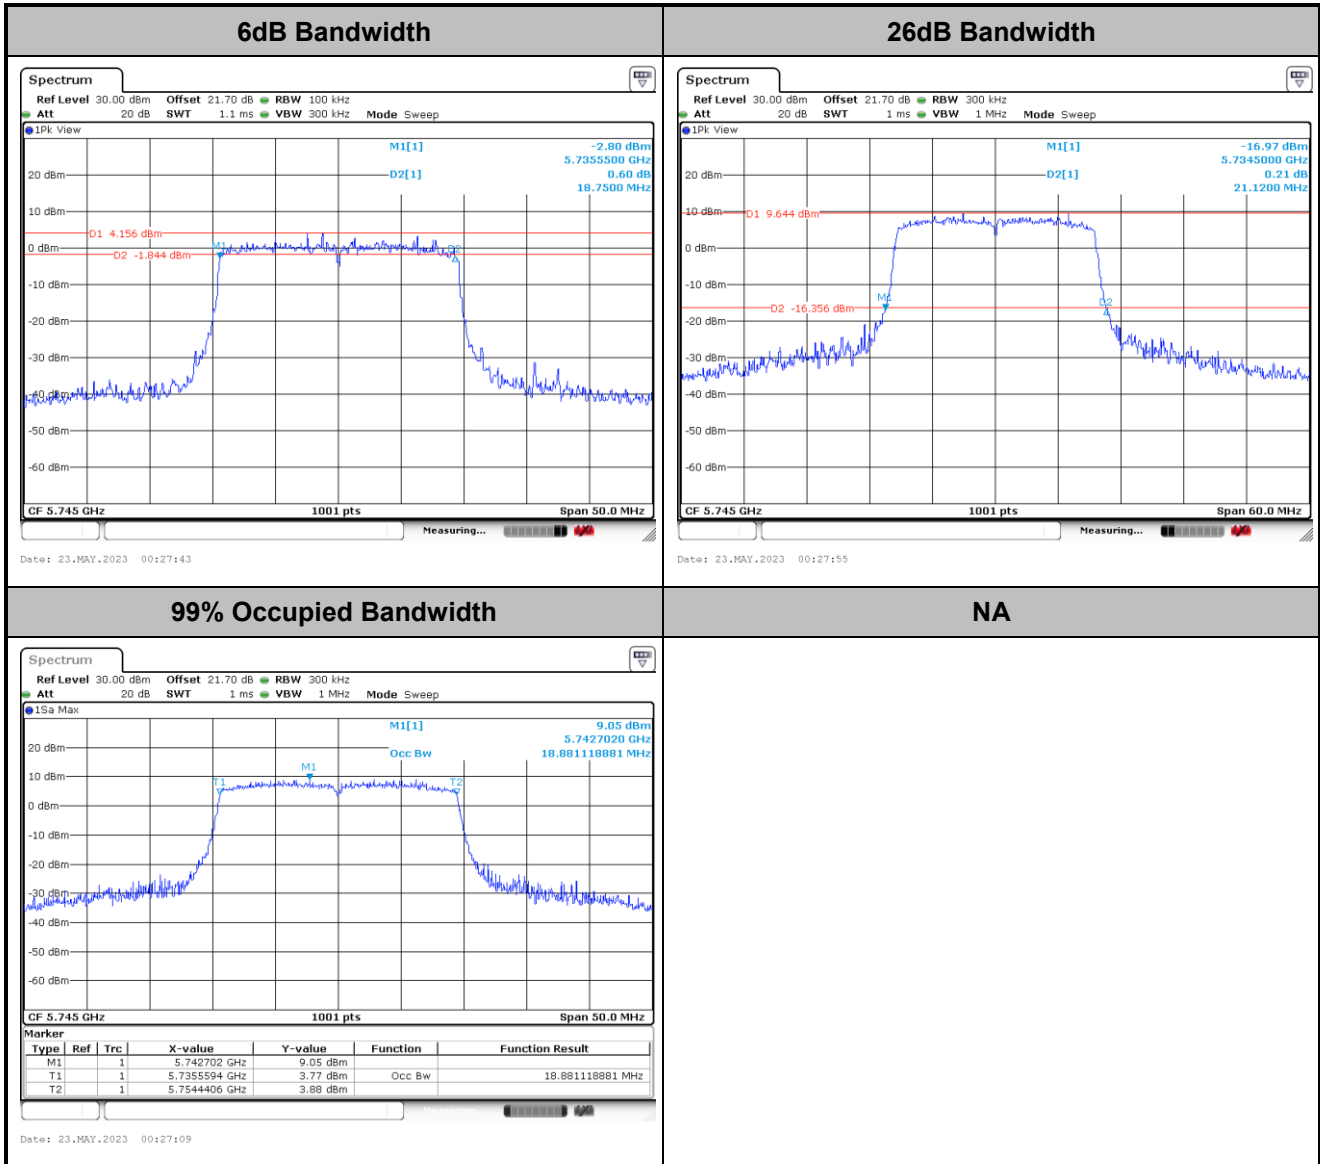 6dB Bandwidth
26dB Bandwidth
Spectrum
Ref Level 30.00 dBm Offset 21.70 dB RBW 100 kHz
Att 20 dB SWT 1.1 ms VBW 300 kHz Mode Sweep
1Pk View
M1[1] -2.80 dBm
5.7355500 GHz
D2[1] 0.60 dB
18.7500 MHz
20 dBm
10 dBm
D1 4.156 dBm
0 dBm
M1
D2
D2 -1.844 dBm
-10 dBm
-20 dBm
-30 dBm
-40 dBm
-50 dBm
-60 dBm
CF 5.745 GHz 1001 pts Span 50.0 MHz
Measuring...
Date: 23.MAY.2023 00:27:43
Spectrum
Ref Level 30.00 dBm Offset 21.70 dB RBW 300 kHz
Att 20 dB SWT 1 ms VBW 1 MHz Mode Sweep
1Pk View
M1[1] -16.97 dBm
5.7345000 GHz
D2[1] 0.21 dB
21.1200 MHz
20 dBm
10 dBm
D1 9.644 dBm
0 dBm
-10 dBm
M1
D2
D2 -16.356 dBm
-20 dBm
-30 dBm
-40 dBm
-50 dBm
-60 dBm
CF 5.745 GHz 1001 pts Span 60.0 MHz
Measuring...
Date: 23.MAY.2023 00:27:55
99% Occupied Bandwidth
NA
Spectrum
Ref Level 30.00 dBm Offset 21.70 dB RBW 300 kHz
Att 20 dB SWT 1 ms VBW 1 MHz Mode Sweep
1Sa Max
M1[1] 9.05 dBm
5.7427020 GHz
Occ Bw 18.881118881 MHz
20 dBm
M1
10 dBm
T1
T2
0 dBm
-10 dBm
-20 dBm
-30 dBm
-40 dBm
-50 dBm
-60 dBm
CF 5.745 GHz 1001 pts Span 50.0 MHz
Marker
Type Ref Trc X-value Y-value Function Function Result
M1 1 5.742702 GHz 9.05 dBm
T1 1 5.7355594 GHz 3.77 dBm Occ Bw 18.881118881 MHz
T2 1 5.7544406 GHz 3.88 dBm
Measuring...
Date: 23.MAY.2023 00:27:09